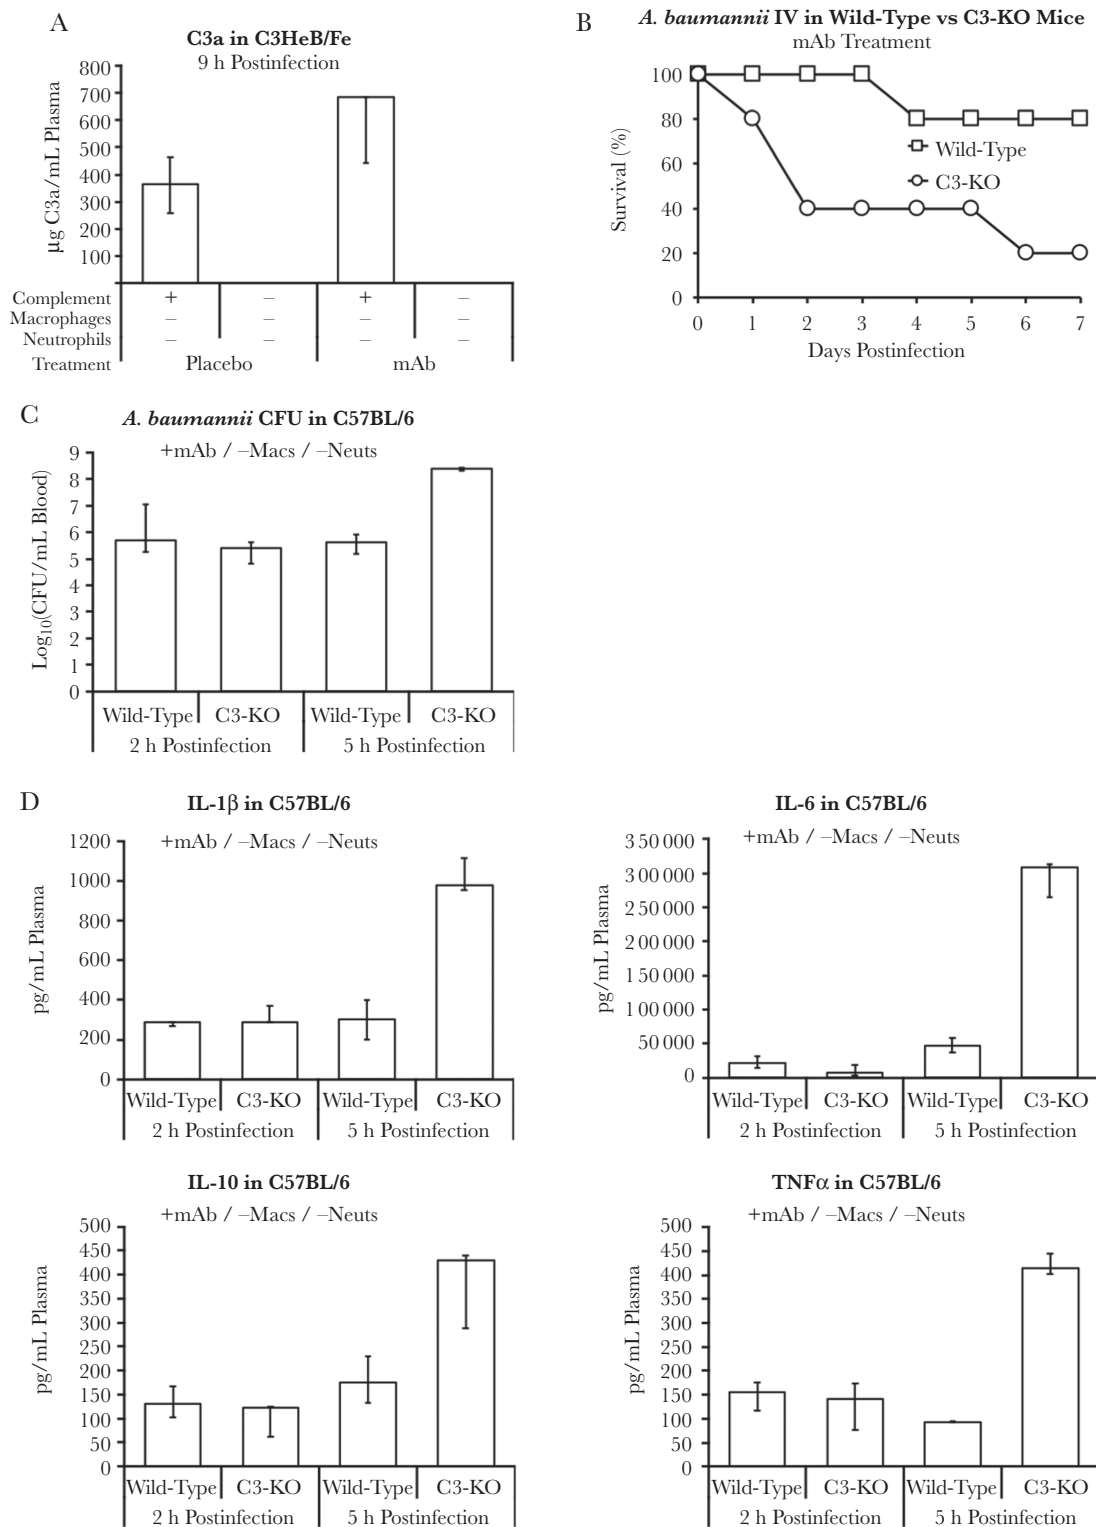 A
C3a in C3HeB/Fe
9 h Postinfection
µg C3a/mL Plasma
800
700
600
500
400
300
200
100
Complement + – + –
Macrophages – – – –
Neutrophils – – – –
Treatment Placebo mAb
B
A. baumannii IV in Wild-Type vs C3-KO Mice
mAb Treatment
Survival (%)
100
80
60
40
20
0
Wild-Type
C3-KO
0 1 2 3 4 5 6 7
Days Postinfection
C
A. baumannii CFU in C57BL/6
+mAb / –Macs / –Neuts
Log10(CFU/mL Blood)
9
8
7
6
5
4
3
2
1
0
Wild-Type C3-KO Wild-Type C3-KO
2 h Postinfection 5 h Postinfection
D
IL-1β in C57BL/6
+mAb / –Macs / –Neuts
pg/mL Plasma
1200
1000
800
600
400
200
0
Wild-Type C3-KO Wild-Type C3-KO
2 h Postinfection 5 h Postinfection
IL-6 in C57BL/6
+mAb / –Macs / –Neuts
pg/mL Plasma
350 000
300 000
250 000
200 000
150 000
100 000
50 000
0
Wild-Type C3-KO Wild-Type C3-KO
2 h Postinfection 5 h Postinfection
IL-10 in C57BL/6
+mAb / –Macs / –Neuts
pg/mL Plasma
500
450
400
350
300
250
200
150
100
50
0
Wild-Type C3-KO Wild-Type C3-KO
2 h Postinfection 5 h Postinfection
TNFα in C57BL/6
+mAb / –Macs / –Neuts
pg/mL Plasma
500
450
400
350
300
250
200
150
100
50
0
Wild-Type C3-KO Wild-Type C3-KO
2 h Postinfection 5 h Postinfection